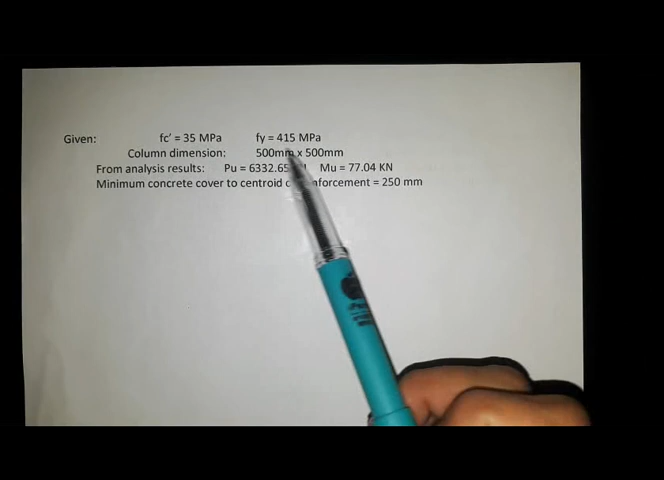 Given: fc' = 35 MPa fy = 415 MPa
Column dimension: 500mm x 500mm
From analysis results: Pu = 6332.65 Mu = 77.04 KN
Minimum concrete cover to centroid nforcement = 250 mm